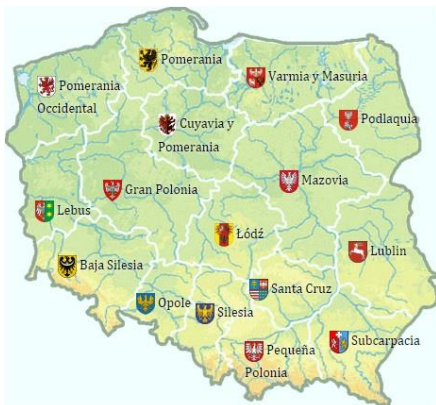 Pomerania
Varmia y Masuria
Pomerania
Occidental
Cuyavia y
Pomerania
Podlaquia
Gran Polonia
Mazovia
Lebus
Łódź
Lublin
Baja Silesia
Santa Cruz
Opole
Silesia
Subcarpacia
Pequeña
Polonia